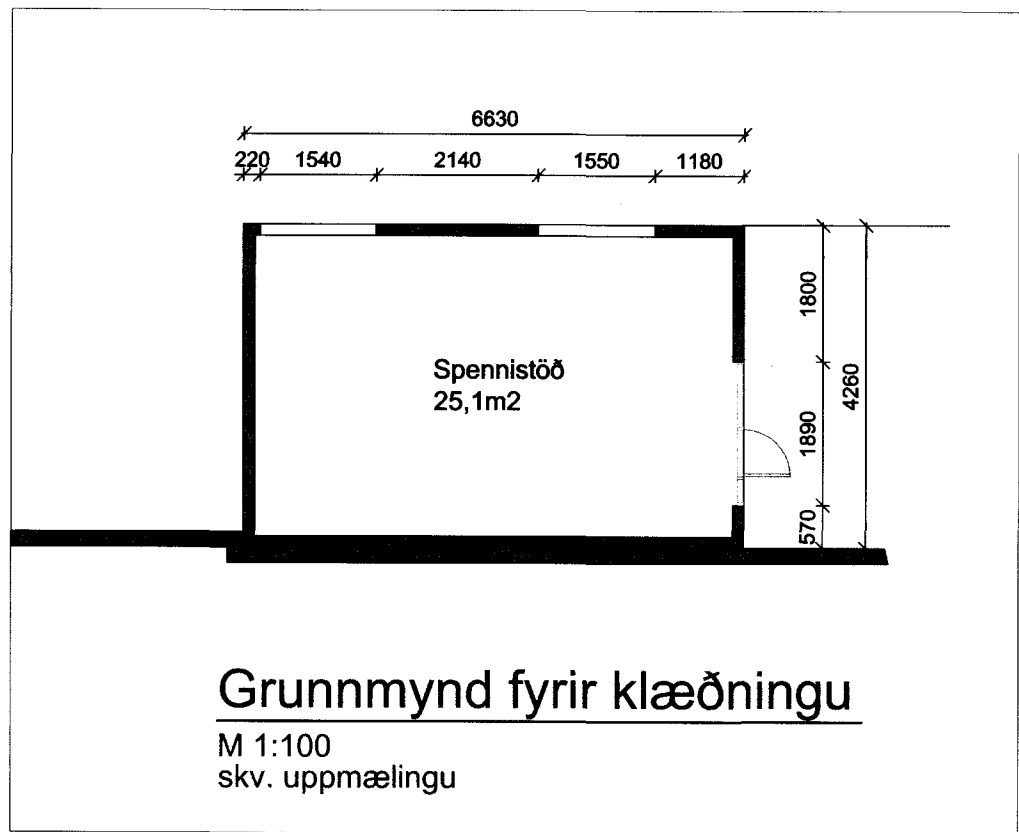 6630
220 1540 2140 1550 1180
1800
4260
1890
570
Spennistöð
25,1m2
Grunnmynd fyrir klæðningu
M 1:100
skv. uppmælingu